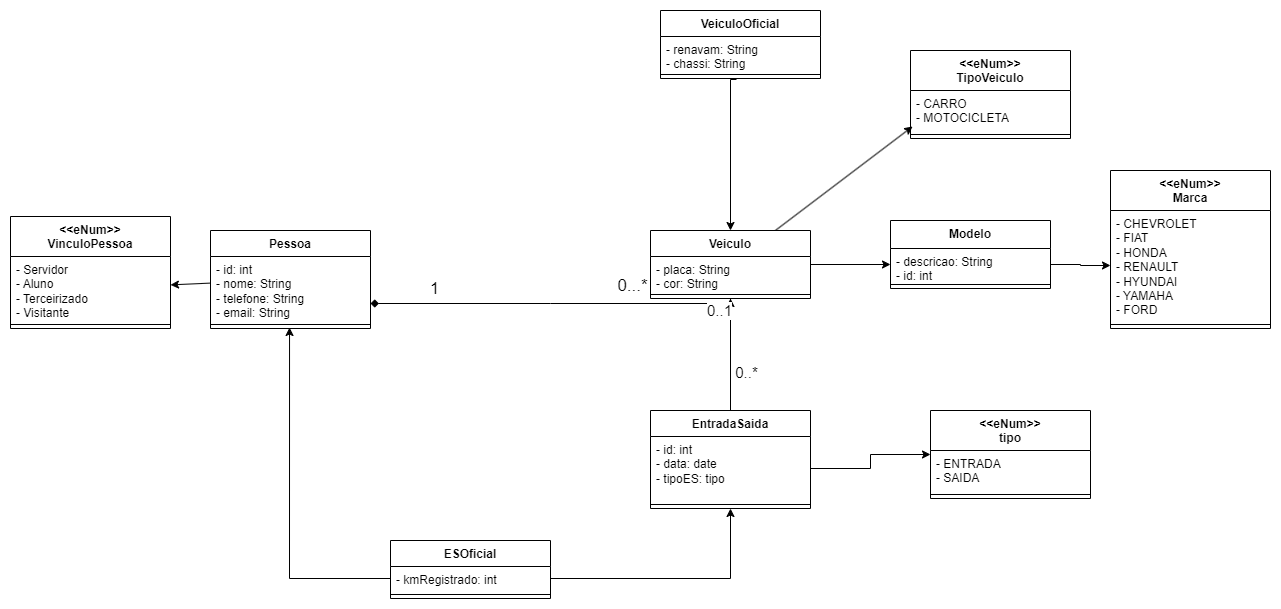 VeiculoOficial
- renavam: String
- chassi: String
<<eNum>>
TipoVeiculo
- CARRO
- MOTOCICLETA
<<eNum>>
Marca
- CHEVROLET
- FIAT
- HONDA
- RENAULT
- HYUNDAI
- YAMAHA
- FORD
<<eNum>>
VinculoPessoa
- Servidor
- Aluno
- Terceirizado
- Visitante
Pessoa
- id: int
- nome: String
- telefone: String
- email: String
1
0...*
Veiculo
- placa: String
- cor: String
Modelo
- descricao: String
- id: int
0..1
0..*
EntradaSaida
- id: int
- data: date
- tipoES: tipo
<<eNum>>
tipo
- ENTRADA
- SAIDA
ESOficial
- kmRegistrado: int